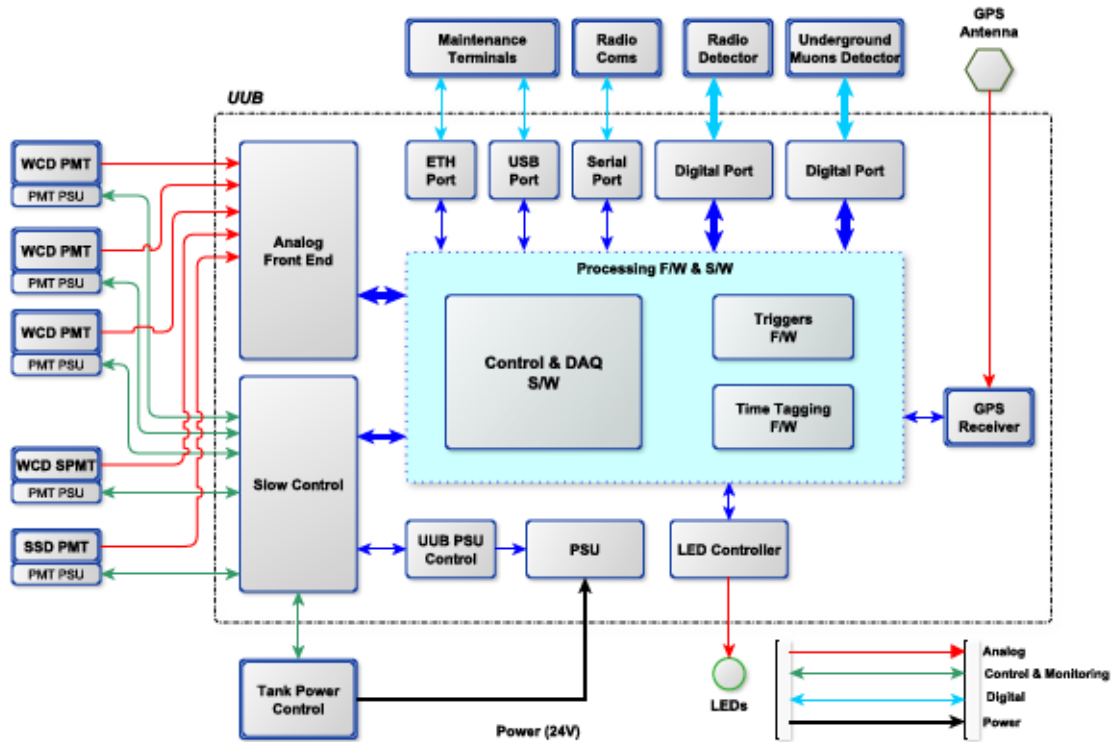 GPS
Antenna
Maintenance
Terminals
Radio
Coms
Radio
Detector
Underground
Muons Detector
UUB
WCD PMT
PMT PSU
WCD PMT
PMT PSU
WCD PMT
PMT PSU
WCD SPMT
PMT PSU
SSD PMT
PMT PSU
Analog
Front End
ETH
Port
USB
Port
Serial
Port
Digital Port
Digital Port
Processing F/W & S/W
Control & DAQ
S/W
Triggers
F/W
Time Tagging
F/W
GPS
Receiver
Slow Control
UUB PSU
Control
PSU
LED Controller
Tank Power
Control
Power (24V)
LEDs
Analog
Control & Monitoring
Digital
Power